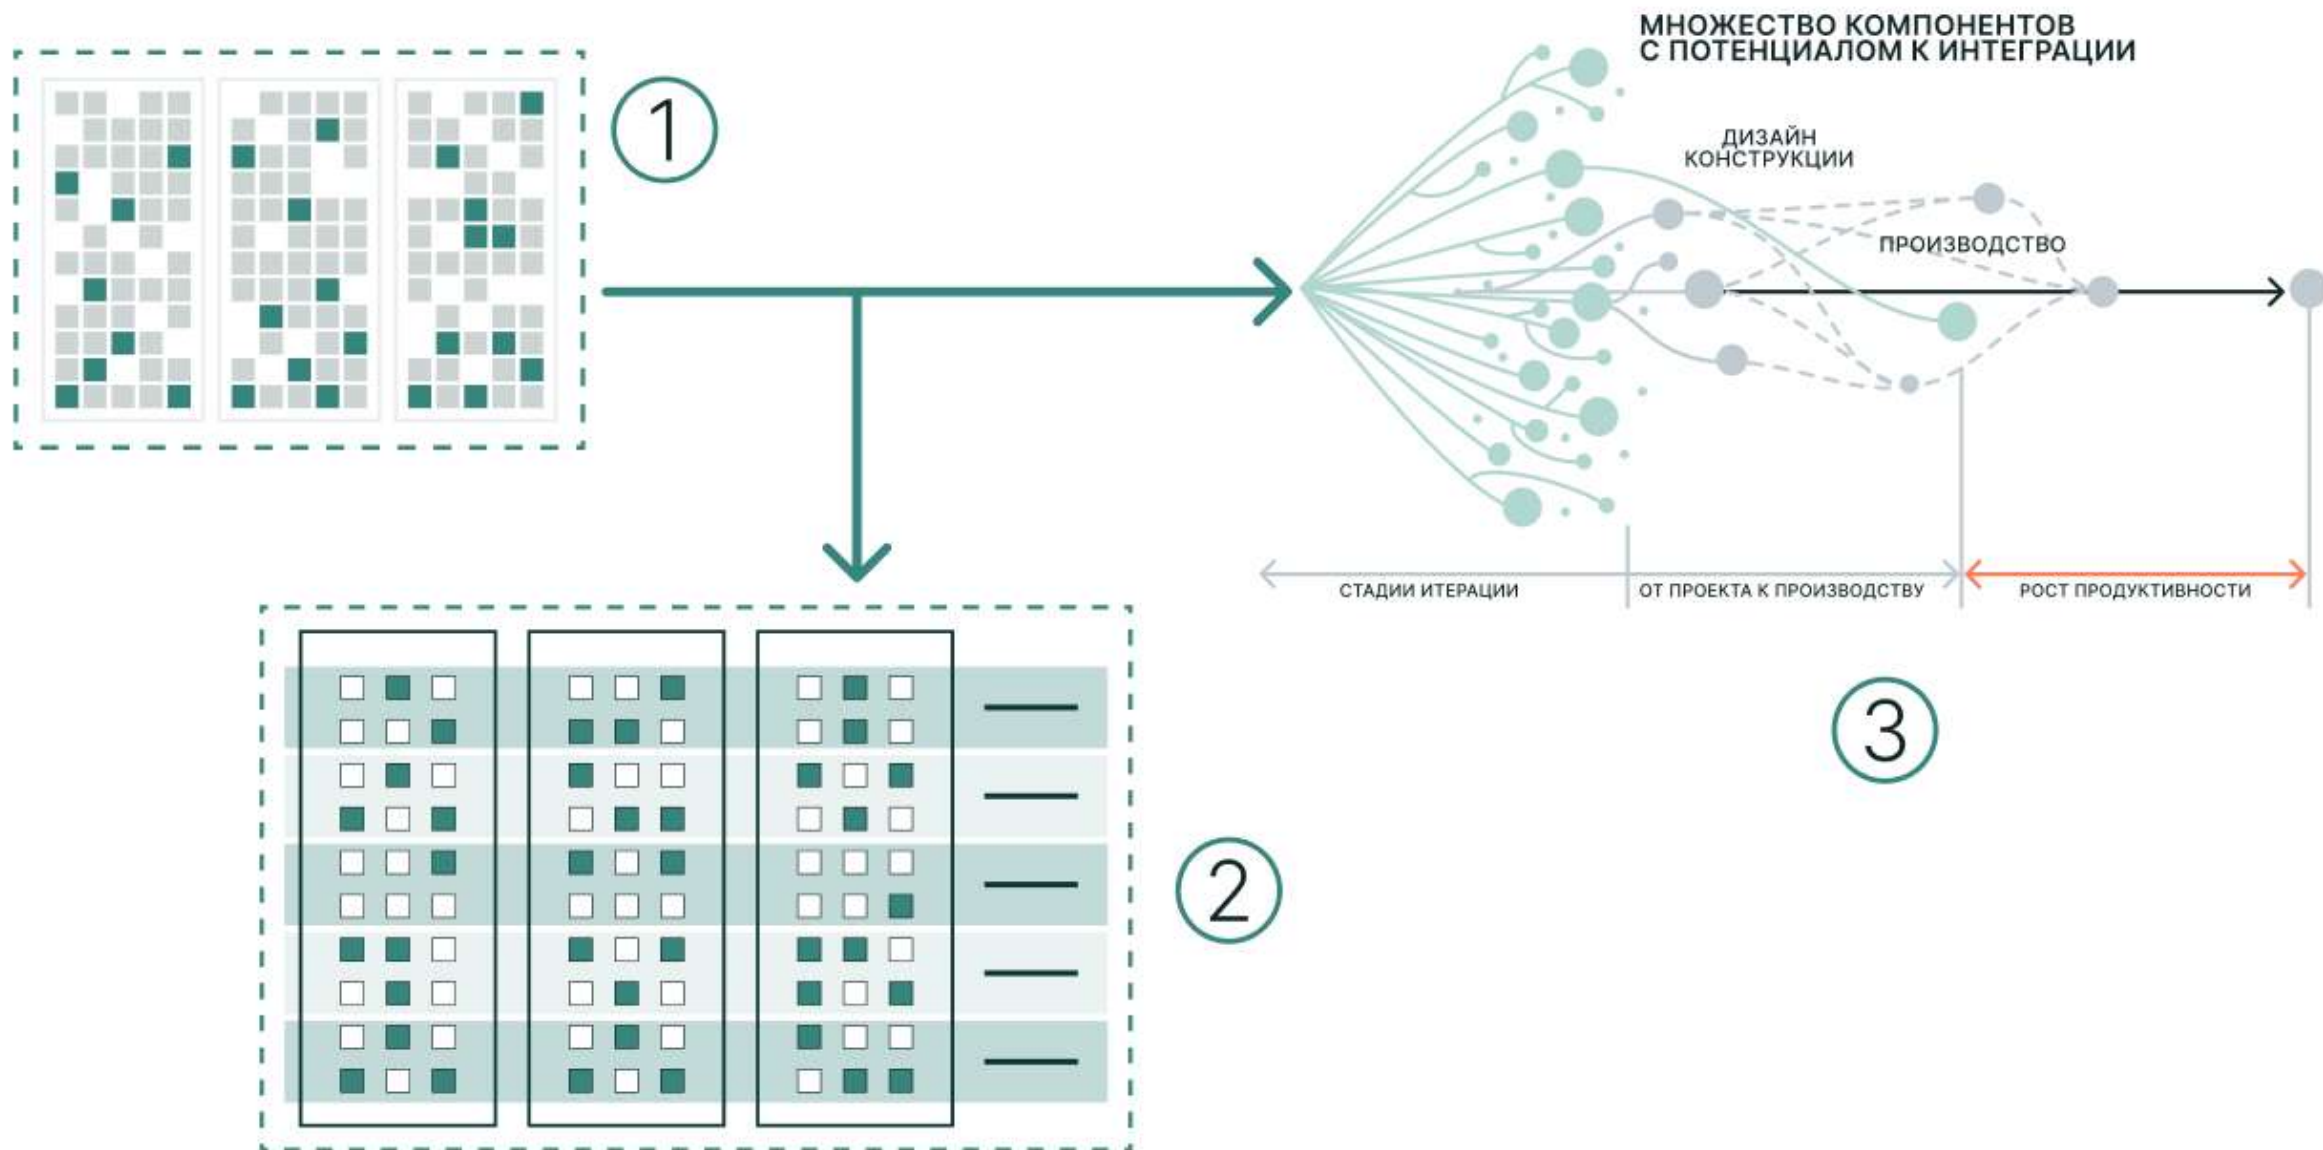 МНОЖЕСТВО КОМПОНЕНТОВ
С ПОТЕНЦИАЛОМ К ИНТЕГРАЦИИ
1
ДИЗАЙН
КОНСТРУКЦИИ
ПРОИЗВОДСТВО
СТАДИИ ИТЕРАЦИИ
ОТ ПРОЕКТА К ПРОИЗВОДСТВУ
РОСТ ПРОДУКТИВНОСТИ
3
2